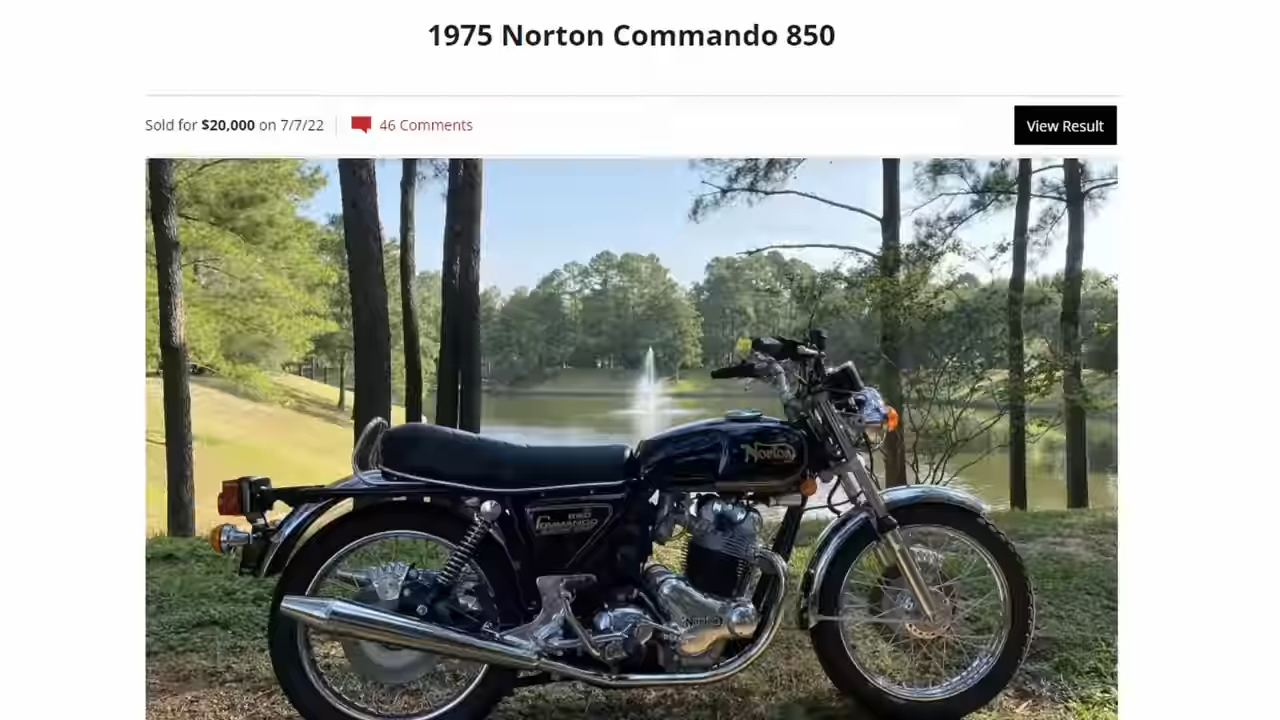 1975 Norton Commando 850
Sold for $20,000 on 7/7/22
46 Comments
View Result
Norton
850
Commando
Norton